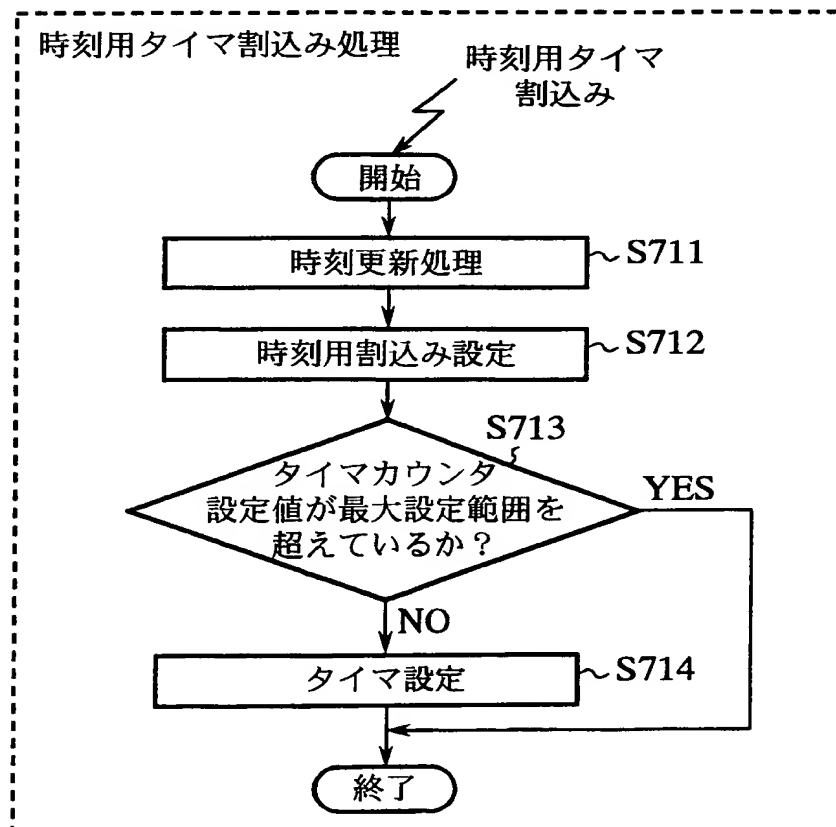 時刻用タイマ割込み処理
時刻用タイマ
割込み
開始
時刻更新処理
S711
時刻用割込み設定
S712
S713
タイマカウンタ
設定値が最大設定範囲を
超えているか？
YES
NO
タイマ設定
S714
終了